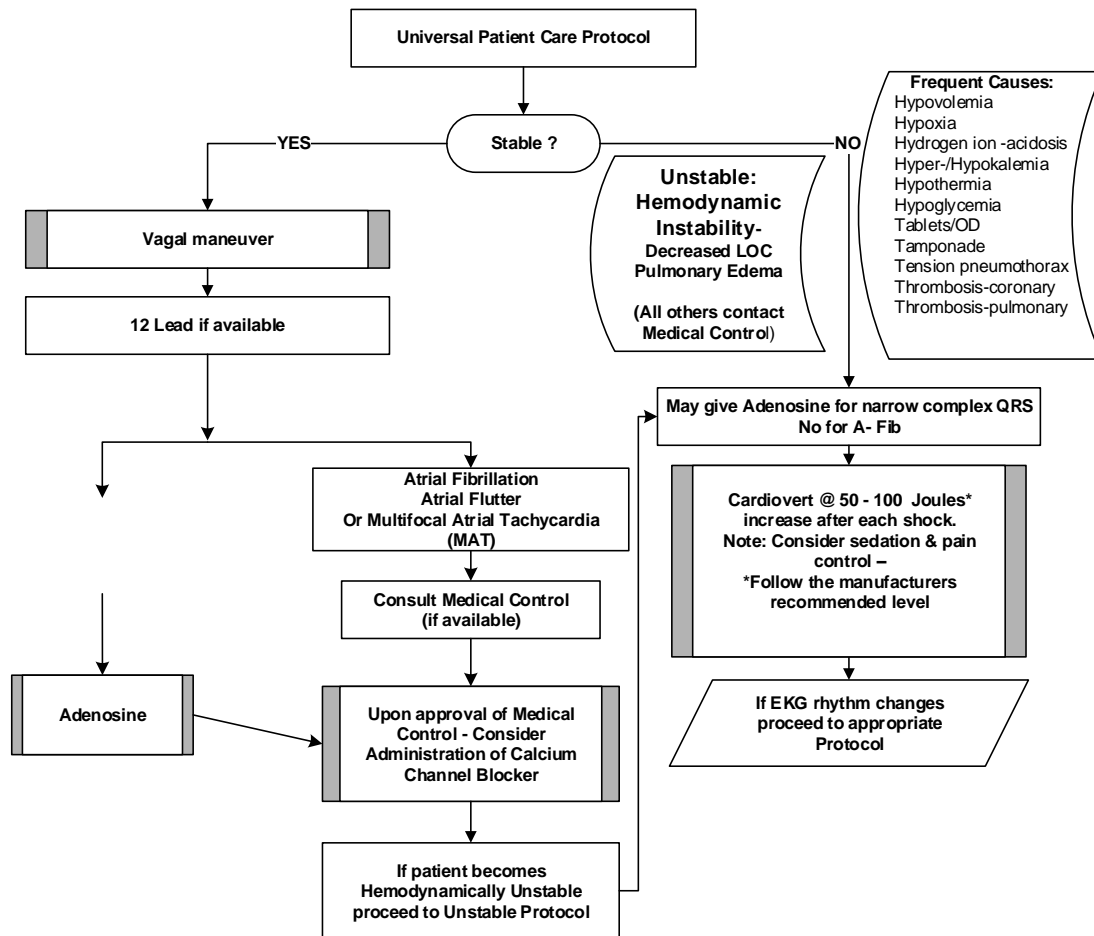 Universal Patient Care Protocol
Stable ?
YES
NO
Frequent Causes:
Hypovolemia
Hypoxia
Hydrogen ion -acidosis
Hyper-/Hypokalemia
Hypothermia
Hypoglycemia
Tablets/OD
Tamponade
Tension pneumothorax
Thrombosis-coronary
Thrombosis-pulmonary
Unstable:
Hemodynamic
Instability-
Decreased LOC
Pulmonary Edema
(All others contact
Medical Control)
Vagal maneuver
12 Lead if available
Atrial Fibrillation
Atrial Flutter
Or Multifocal Atrial Tachycardia
(MAT)
Consult Medical Control
(if available)
Adenosine
Upon approval of Medical
Control - Consider
Administration of Calcium
Channel Blocker
If patient becomes
Hemodynamically Unstable
proceed to Unstable Protocol
May give Adenosine for narrow complex QRS
No for A- Fib
Cardiovert @ 50 - 100 Joules*
increase after each shock.
Note: Consider sedation & pain
control –
*Follow the manufacturers
recommended level
If EKG rhythm changes
proceed to appropriate
Protocol